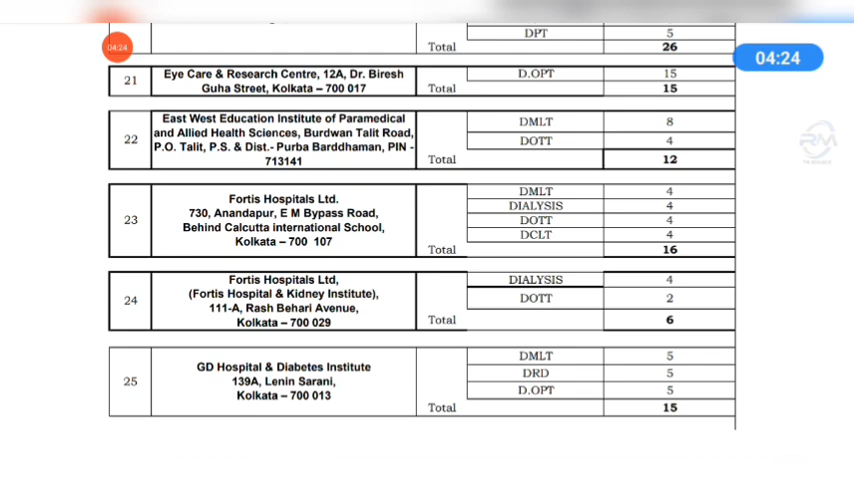 DPT 5
04:24 Total 26
04:24
21 Eye Care & Research Centre, 12A, Dr. Biresh D.OPT 15
Guha Street, Kolkata – 700 017 Total 15
22 East West Education Institute of Paramedical DMLT 8
and Allied Health Sciences, Burdwan Talit Road, DOTT 4
P.O. Talit, P.S. & Dist.- Purba Barddhaman, PIN -
713141 Total 12
23 Fortis Hospitals Ltd. DMLT 4
730, Anandapur, E M Bypass Road, DIALYSIS 4
Behind Calcutta international School, DOTT 4
Kolkata – 700 107 DCLT 4
Total 16
24 Fortis Hospitals Ltd, DIALYSIS 4
(Fortis Hospital & Kidney Institute), DOTT 2
111-A, Rash Behari Avenue,
Kolkata – 700 029 Total 6
25 GD Hospital & Diabetes Institute DMLT 5
139A, Lenin Sarani, DRD 5
Kolkata – 700 013 D.OPT 5
Total 15
RM